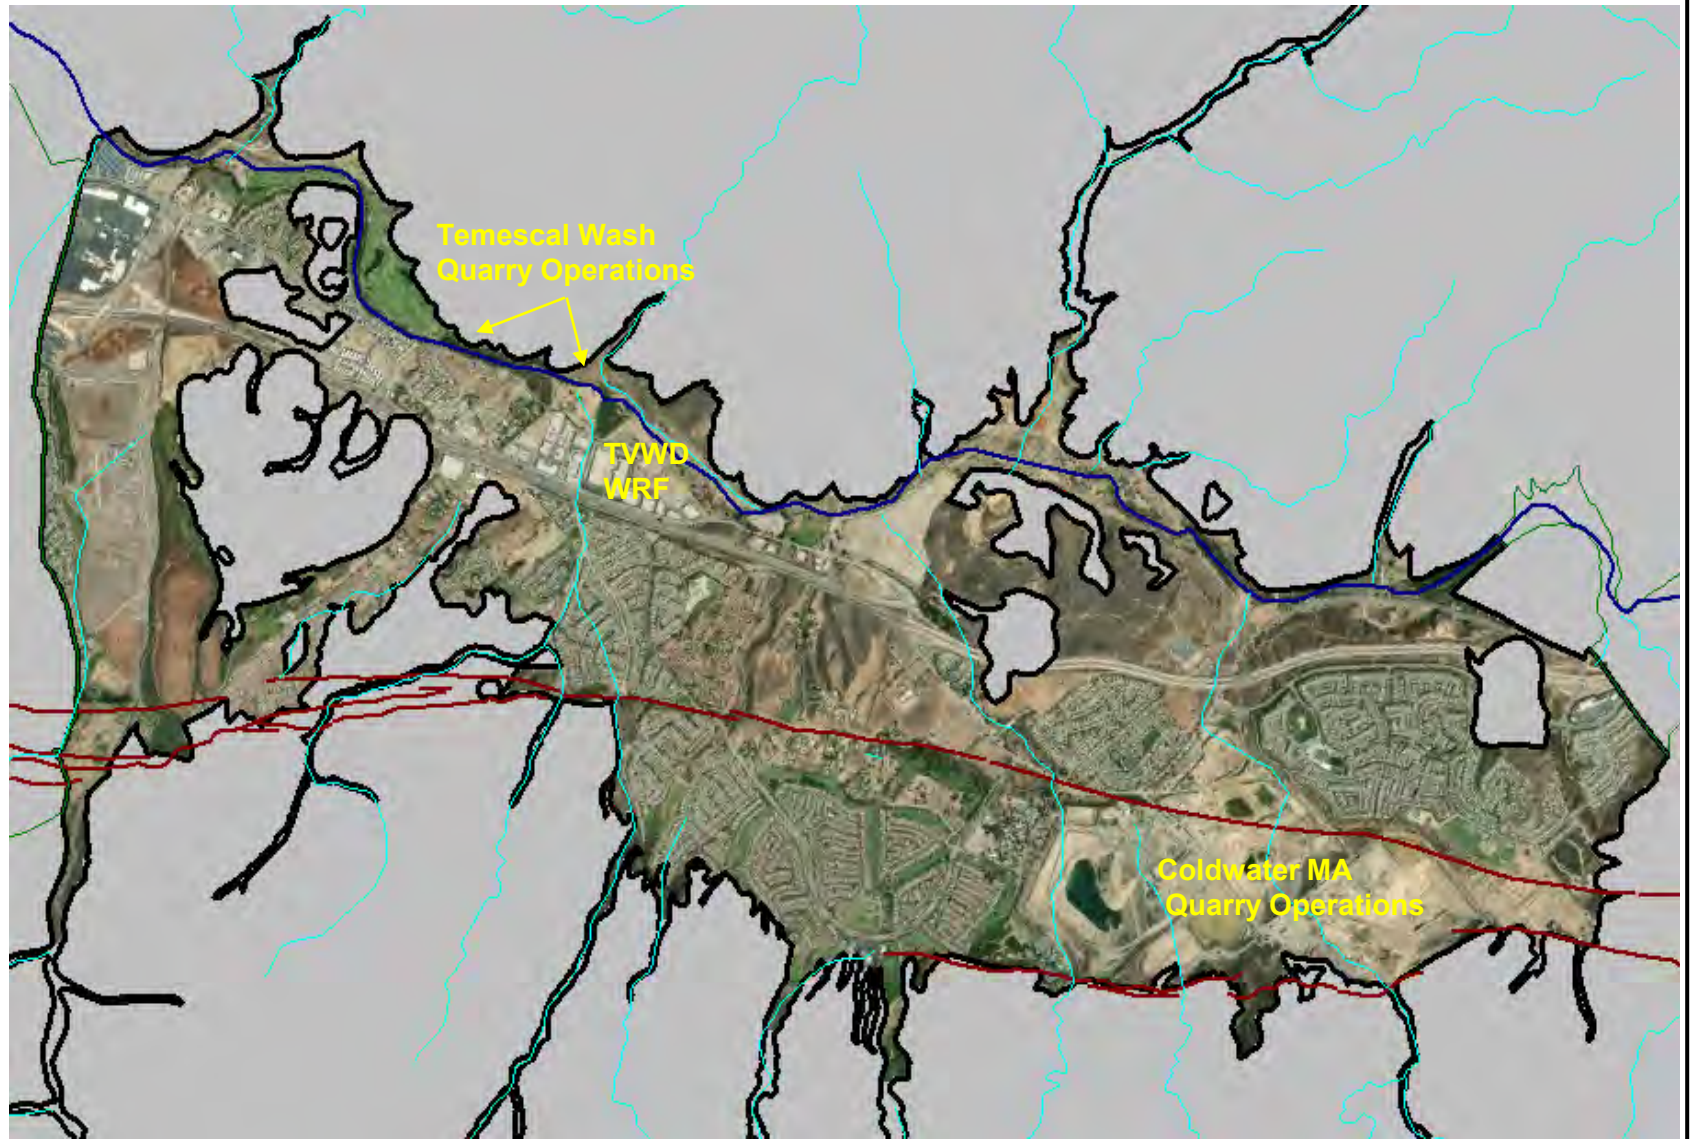 Temescal Wash
Quarry Operations
TVWD
WRF
Coldwater MA
Quarry Operations